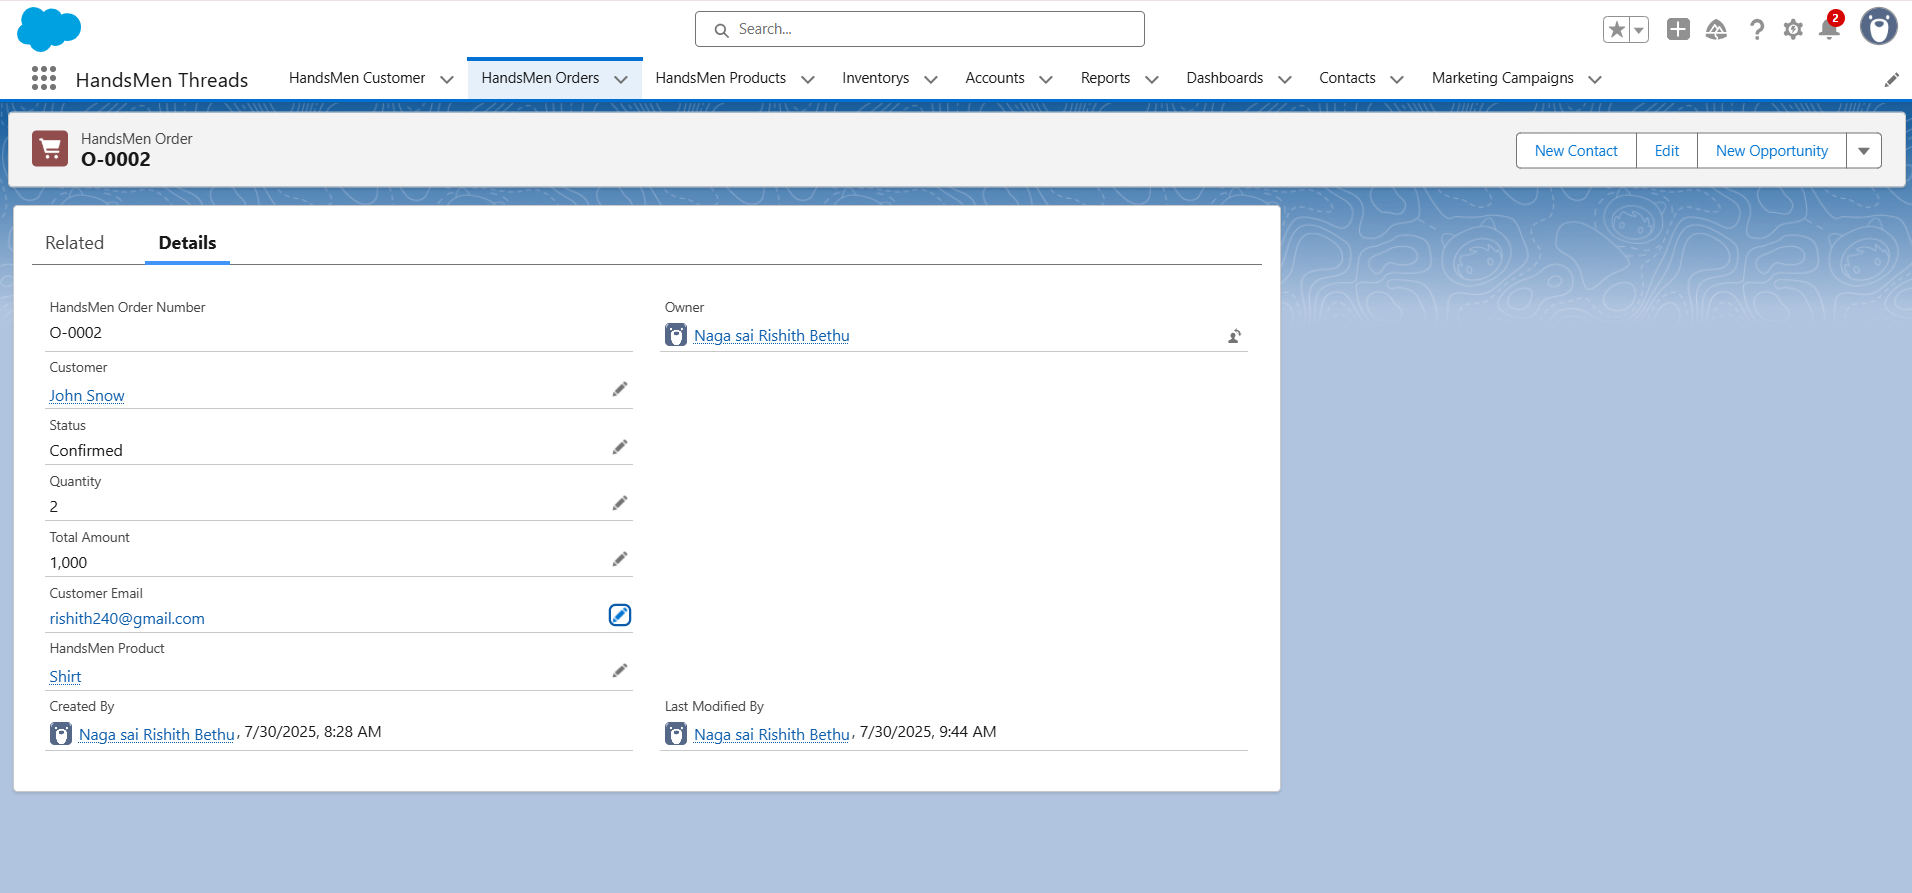 Search...
2
HandsMen Threads
HandsMen Customer
HandsMen Orders
HandsMen Products
Inventorys
Accounts
Reports
Dashboards
Contacts
Marketing Campaigns
HandsMen Order
O-0002
New Contact
Edit
New Opportunity
Related
Details
HandsMen Order Number
O-0002
Owner
Naga sai Rishith Bethu
Customer
John Snow
Status
Confirmed
Quantity
2
Total Amount
1,000
Customer Email
rishith240@gmail.com
HandsMen Product
Shirt
Created By
Naga sai Rishith Bethu, 7/30/2025, 8:28 AM
Last Modified By
Naga sai Rishith Bethu, 7/30/2025, 9:44 AM